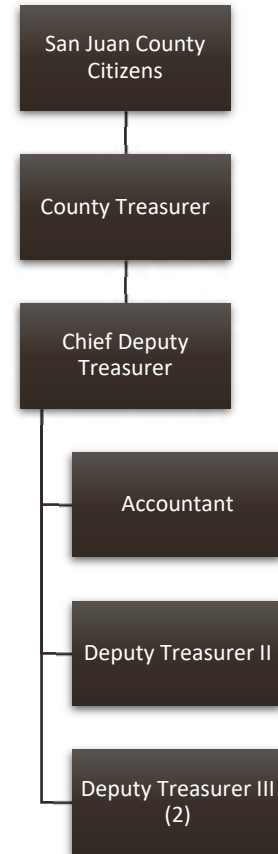 San Juan County
Citizens
County Treasurer
Chief Deputy
Treasurer
Accountant
Deputy Treasurer II
Deputy Treasurer III
(2)